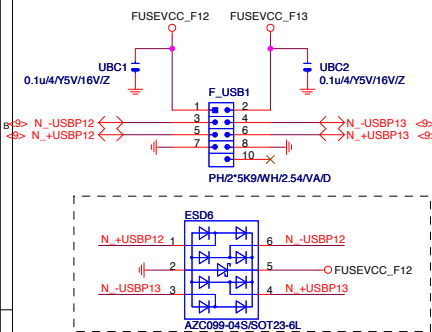 FUSEVCC_F12 FUSEVCC_F13
UBC1 UBC2
0.1u/4/Y5V/16V/Z 0.1u/4/Y5V/16V/Z
F_USB1
1 2
B <9> N_-USBP12 3 4 N_-USBP13 <9>
<9> N_+USBP12 5 6 N_+USBP13 <9>
7 8
10
PH/2*5K9/WH/2.54/VA/D
ESD6
N_+USBP12 1 6 N_-USBP12
2 5 FUSEVCC_F12
N_-USBP13 3 4 N_+USBP13
AZC099-04S/SOT23-6L